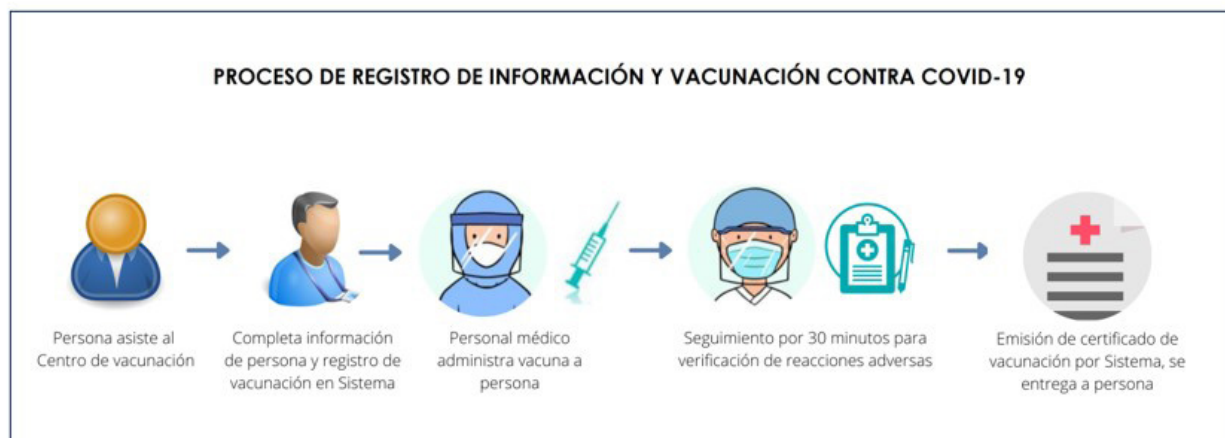 PROCESO DE REGISTRO DE INFORMACIÓN Y VACUNACIÓN CONTRA COVID-19
Persona asiste al
Centro de vacunación
Completa información
de persona y registro de
vacunación en Sistema
Personal médico
administra vacuna a
persona
Seguimiento por 30 minutos para
verificación de reacciones adversas
Emisión de certificado de
vacunación por Sistema, se
entrega a persona